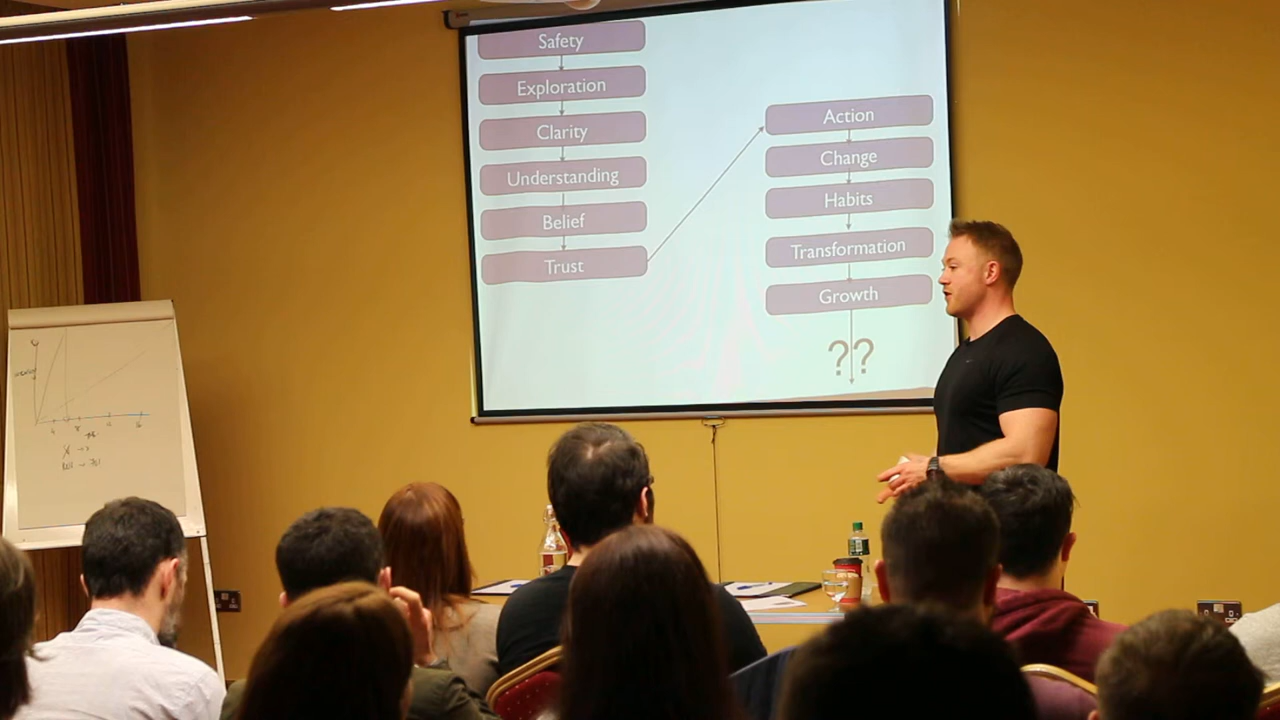 Safety
Exploration
Clarity
Understanding
Belief
Trust
Action
Change
Habits
Transformation
Growth
??